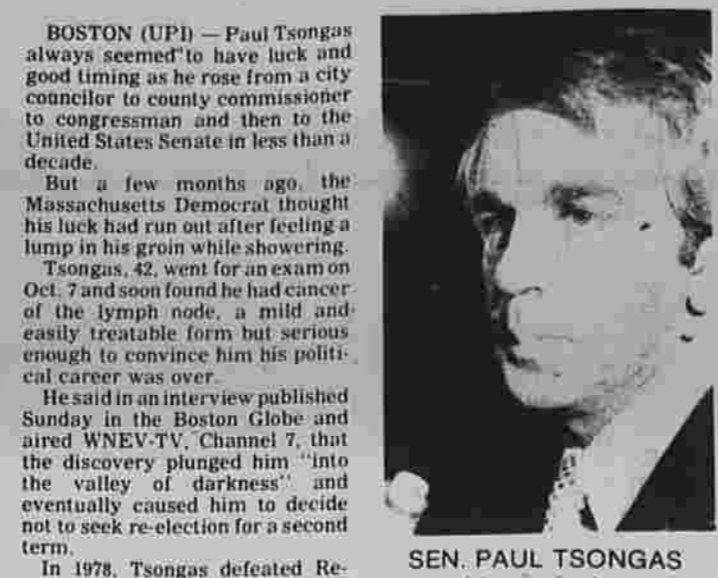 BOSTON (UPI) — Paul Tsongas
always seemed to have luck and
good timing as he rose from a city
councilor to county commissioner
to congressman and then to the
United States Senate in less than a
decade.
But a few months ago, the
Massachusetts Democrat thought
his luck had run out after feeling a
lump in his groin while showering.
Tsongas, 42, went for an exam on
Oct. 7 and soon found he had cancer
of the lymph node, a mild and
easily treatable form but serious
enough to convince him his politi-
cal career was over.
He said in an interview published
Sunday in the Boston Globe and
aired WNEV-TV, Channel 7, that
the discovery plunged him "into
the valley of darkness" and
eventually caused him to decide
not to seek re-election for a second
term.
In 1978, Tsongas defeated Re-
SEN. PAUL TSONGAS